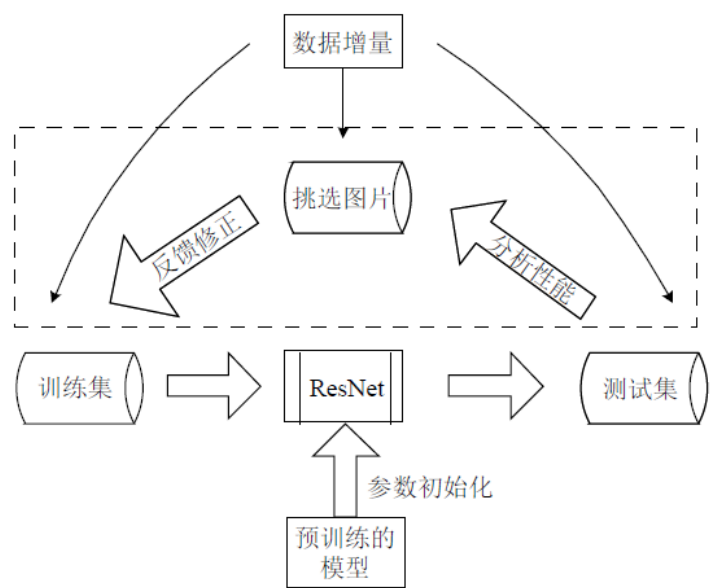 数据增量
挑选图片
反馈修正
分析性能
训练集
ResNet
测试集
参数初始化
预训练的
模型